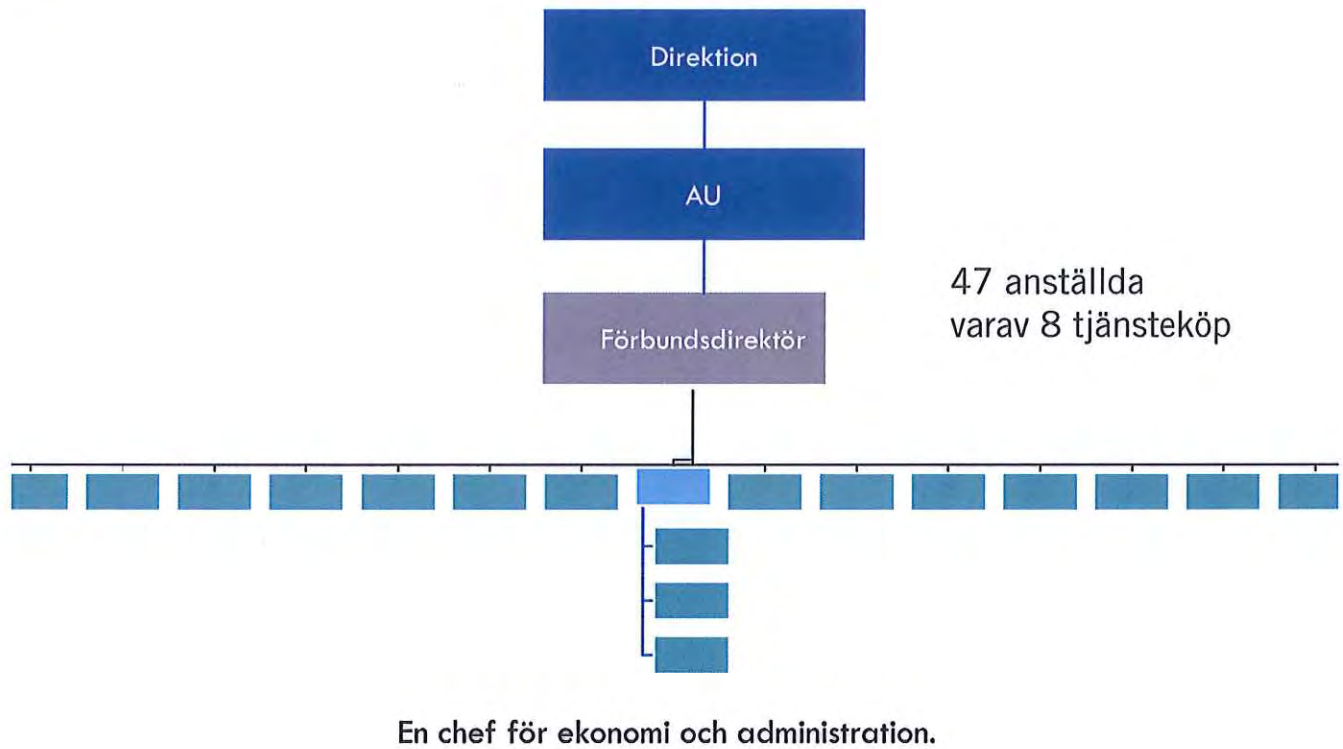 Direktion
AU
Förbundsdirektör
47 anställda
varav 8 tjänsteköp
En chef för ekonomi och administration.